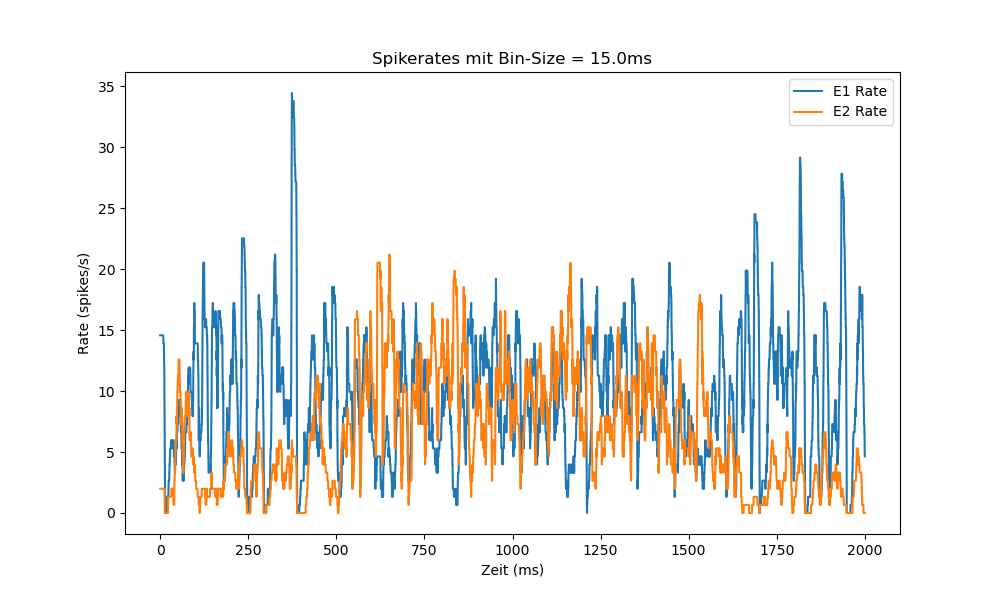 Spikerates mit Bin-Size = 15.0ms
E1 Rate
E2 Rate
35
30
25
20
15
10
5
0
Rate (spikes/s)
0 250 500 750 1000 1250 1500 1750 2000
Zeit (ms)